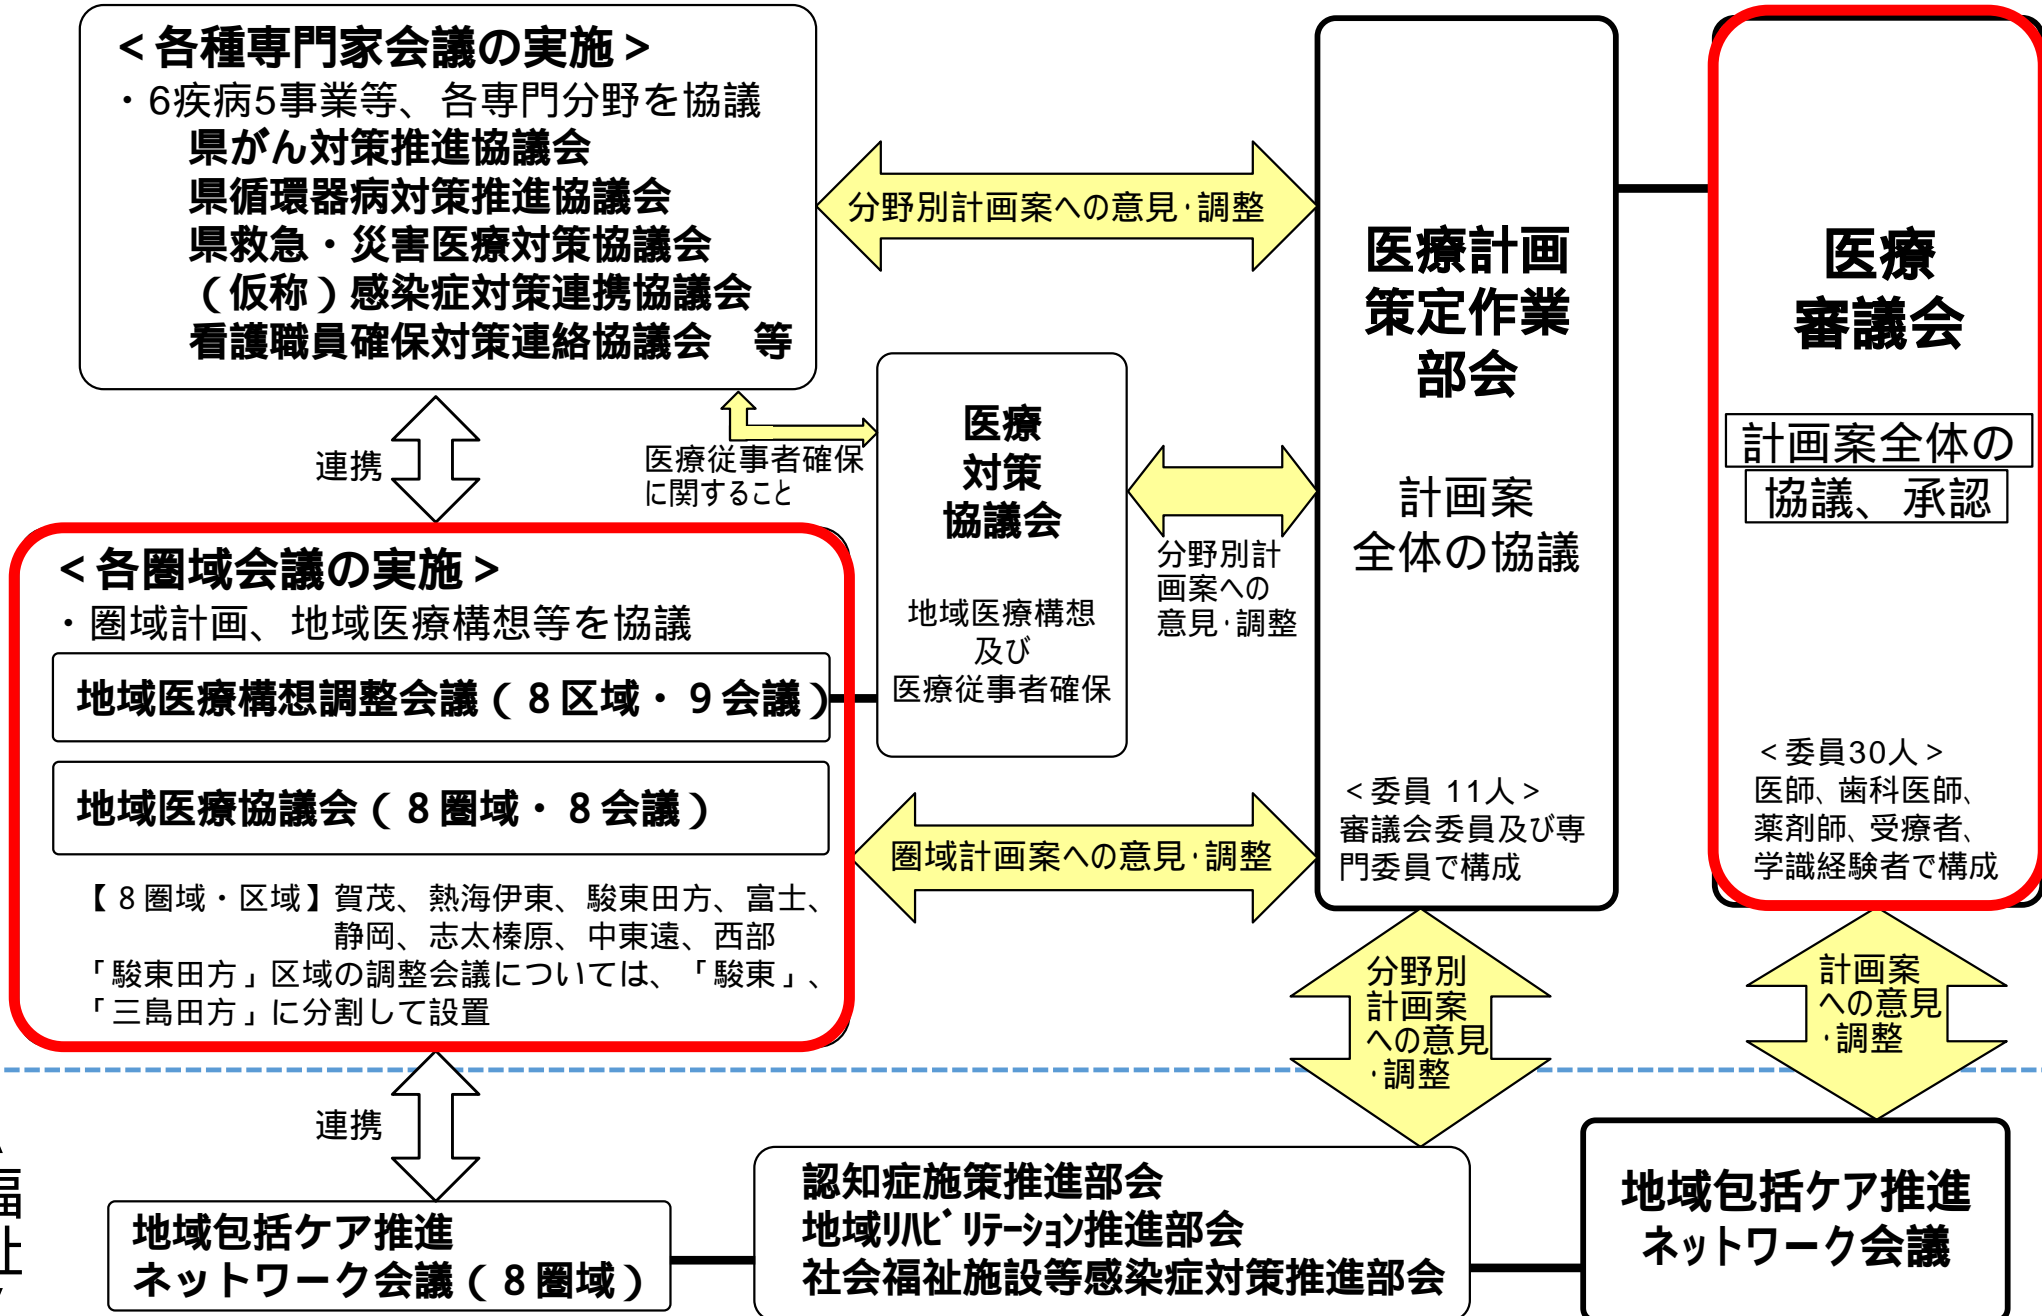 ＜各種専門家会議の実施＞
・6疾病5事業等、各専門分野を協議
県がん対策推進協議会
県循環器病対策推進協議会
県救急・災害医療対策協議会
（仮称）感染症対策連携協議会
看護職員確保対策連絡協議会　等
分野別計画案への意見・調整
医療計画
策定作業
部会
計画案
全体の協議
＜委員 11人＞
審議会委員及び専
門委員で構成
医療
審議会
計画案全体の
協議、承認
＜委員30人＞
医師、歯科医師、
薬剤師、受療者、
学識経験者で構成
連携
医療従事者確保
に関すること
医療
対策
協議会
地域医療構想
及び
医療従事者確保
分野別計
画案への
意見・調整
＜各圏域会議の実施＞
・圏域計画、地域医療構想等を協議
地域医療構想調整会議（８区域・９会議）
地域医療協議会（８圏域・８会議）
【８圏域・区域】賀茂、熱海伊東、駿東田方、富士、
静岡、志太榛原、中東遠、西部
「駿東田方」区域の調整会議については、「駿東」、
「三島田方」に分割して設置
圏域計画案への意見・調整
分野別
計画案
への意見
・調整
計画案
への意見
・調整
連携
福祉
地域包括ケア推進
ネットワーク会議（８圏域）
認知症施策推進部会
地域ﾘﾊﾋﾞﾘﾃｰｼｮﾝ推進部会
社会福祉施設等感染症対策推進部会
地域包括ケア推進
ネットワーク会議